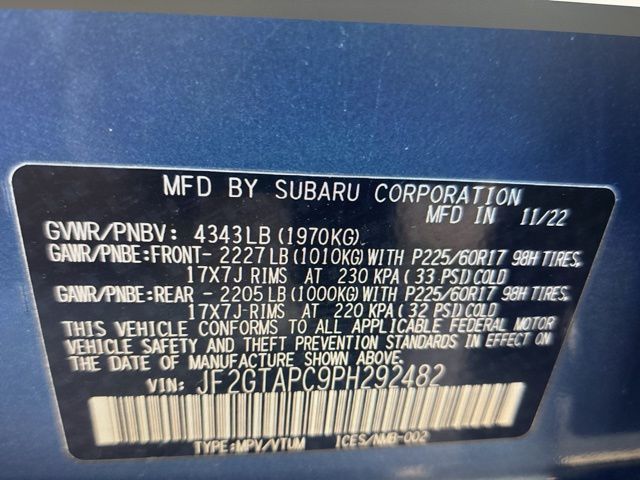 MFD BY SUBARU CORPORATION
MFD IN 11/22
GVWR/PNBV: 4343LB (1970KG)
GAWR/PNBE:FRONT- 2227 LB (1010KG) WITH P225/60R17 98H TIRES,
17X7J RIMS AT 230 KPA ( 33 PSI) COLD
GAWR/PNBE:REAR - 2205 LB (1000KG) WITH P225/60R17 98H TIRES,
17X7J RIMS AT 220 KPA ( 32 PSI) COLD
THIS VEHICLE CONFORMS TO ALL APPLICABLE FEDERAL MOTOR
VEHICLE SAFETY AND THEFT PREVENTION STANDARDS IN EFFECT ON
THE DATE OF MANUFACTURE SHOWN ABOVE.
VIN: JF2GTAPC9PH292482
TYPE:MPV/VTUM ICES/NMB-002